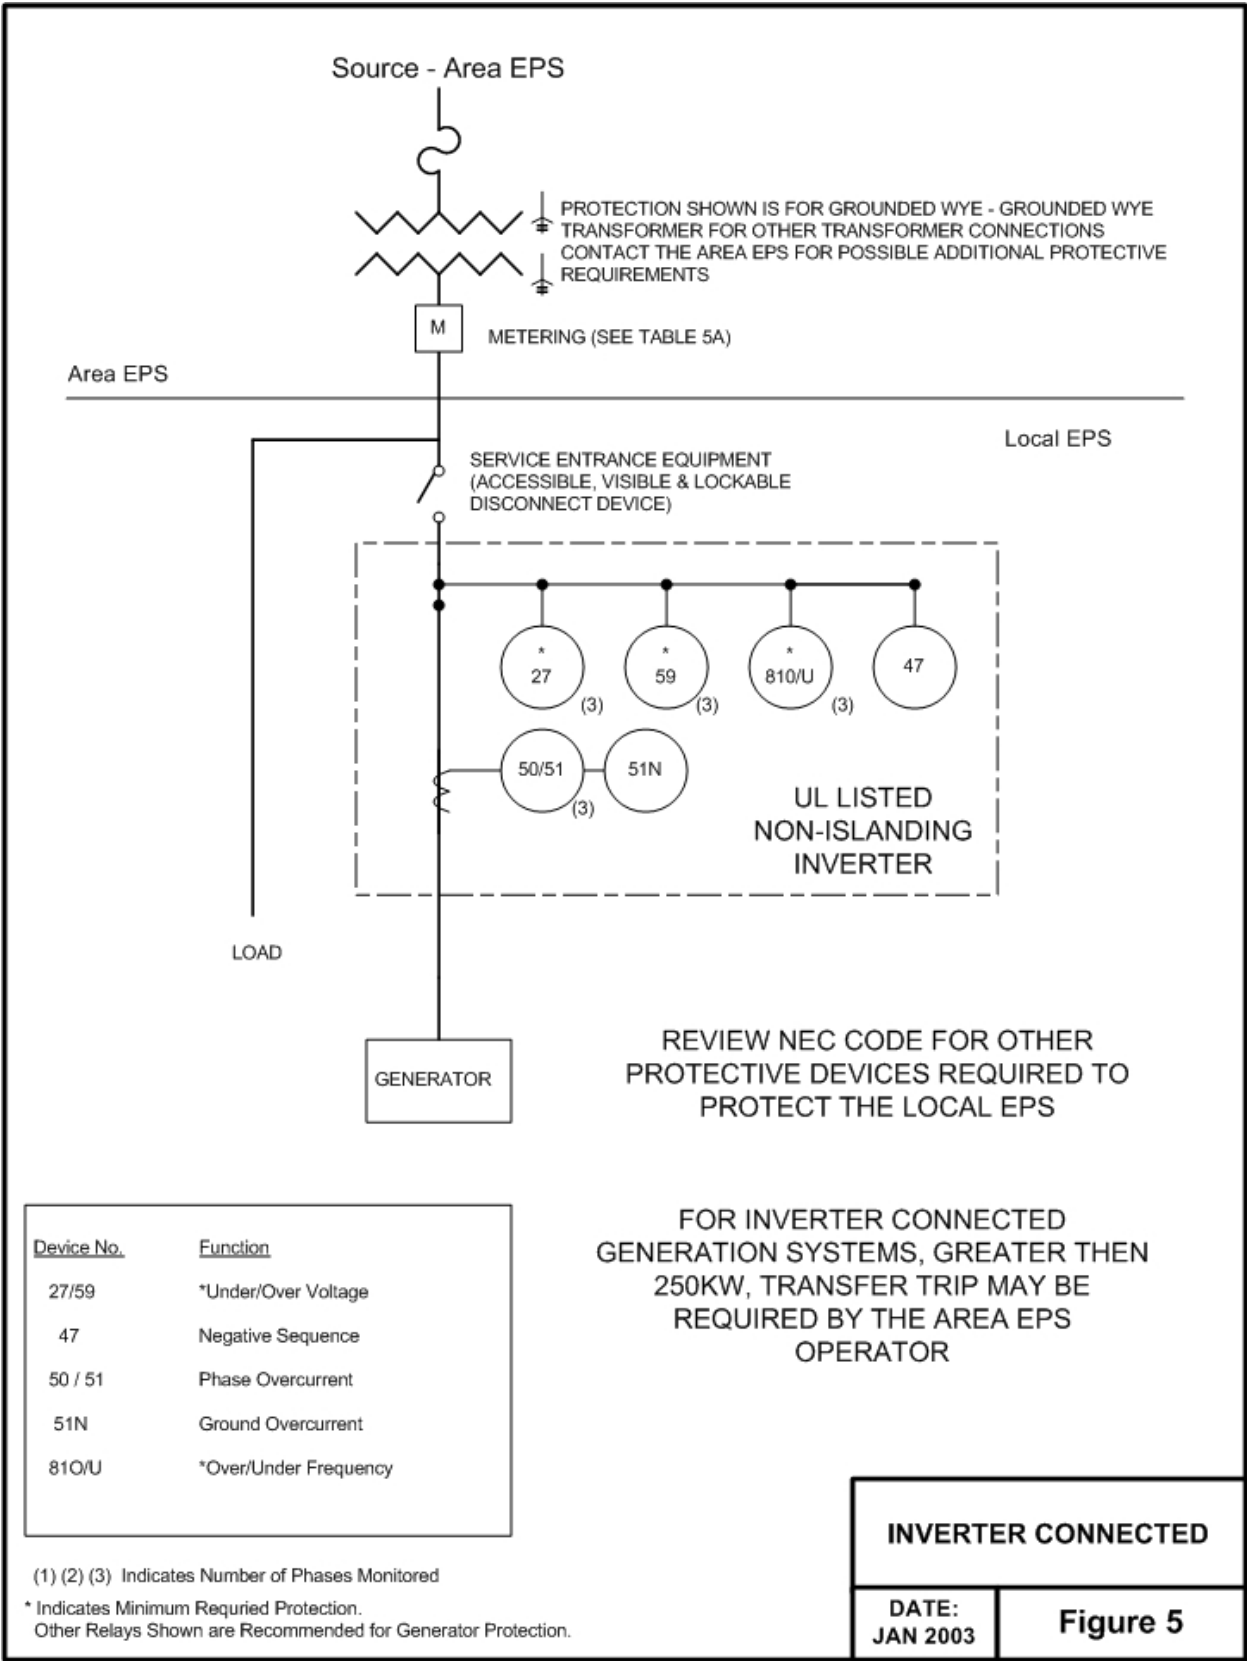 Source - Area EPS
PROTECTION SHOWN IS FOR GROUNDED WYE - GROUNDED WYE
TRANSFORMER FOR OTHER TRANSFORMER CONNECTIONS
CONTACT THE AREA EPS FOR POSSIBLE ADDITIONAL PROTECTIVE
REQUIREMENTS
M
METERING (SEE TABLE 5A)
Area EPS
Local EPS
SERVICE ENTRANCE EQUIPMENT
(ACCESSIBLE, VISIBLE & LOCKABLE
DISCONNECT DEVICE)
* * *
27 59 810/U 47
(3) (3) (3)
50/51 51N
(3)
UL LISTED
NON-ISLANDING
INVERTER
LOAD
GENERATOR
REVIEW NEC CODE FOR OTHER
PROTECTIVE DEVICES REQUIRED TO
PROTECT THE LOCAL EPS
FOR INVERTER CONNECTED
GENERATION SYSTEMS, GREATER THEN
250KW, TRANSFER TRIP MAY BE
REQUIRED BY THE AREA EPS
OPERATOR
Device No. Function
27/59 *Under/Over Voltage
47 Negative Sequence
50 / 51 Phase Overcurrent
51N Ground Overcurrent
81O/U *Over/Under Frequency
(1) (2) (3) Indicates Number of Phases Monitored
* Indicates Minimum Requried Protection.
Other Relays Shown are Recommended for Generator Protection.
INVERTER CONNECTED
DATE:
JAN 2003
Figure 5